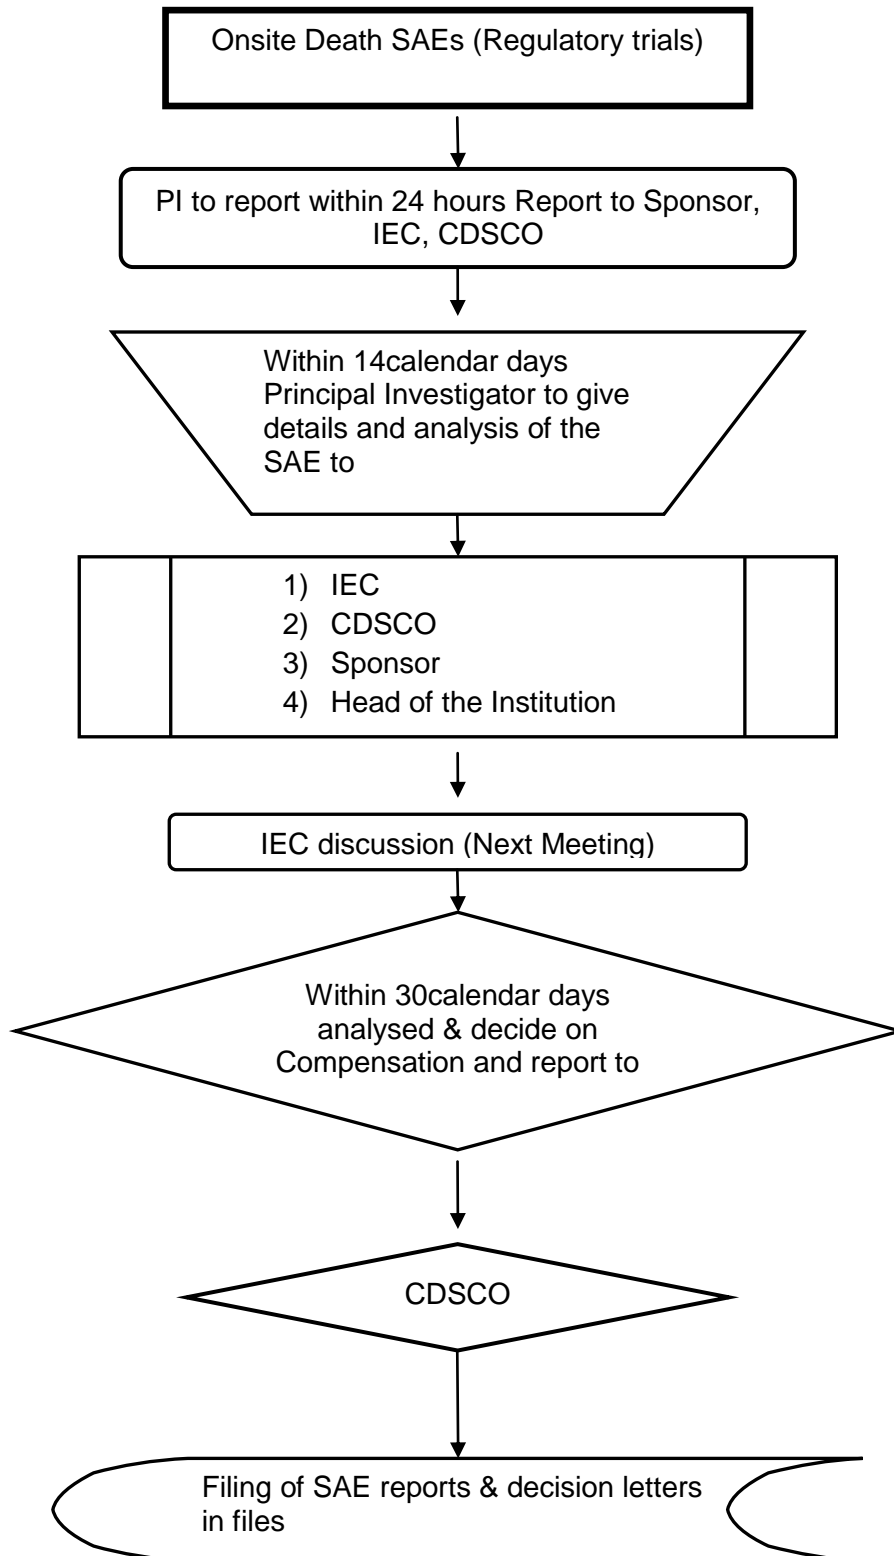 Onsite Death SAEs (Regulatory trials)
PI to report within 24 hours Report to Sponsor,
IEC, CDSCO
Within 14calendar days
Principal Investigator to give
details and analysis of the
SAE to
1) IEC
2) CDSCO
3) Sponsor
4) Head of the Institution
IEC discussion (Next Meeting)
Within 30calendar days
analysed & decide on
Compensation and report to
CDSCO
Filing of SAE reports & decision letters
in files